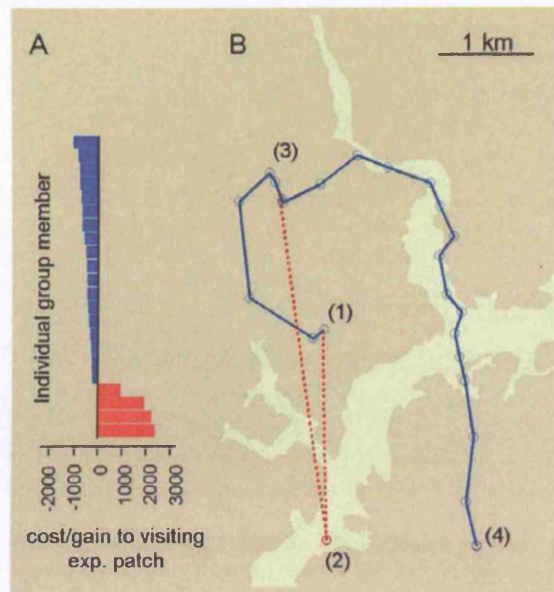 A
B
1 km
(3)
(1)
(2)
(4)
Individual group member
-2000
-1000
0
1000
2000
3000
cost/gain to visiting
exp. patch